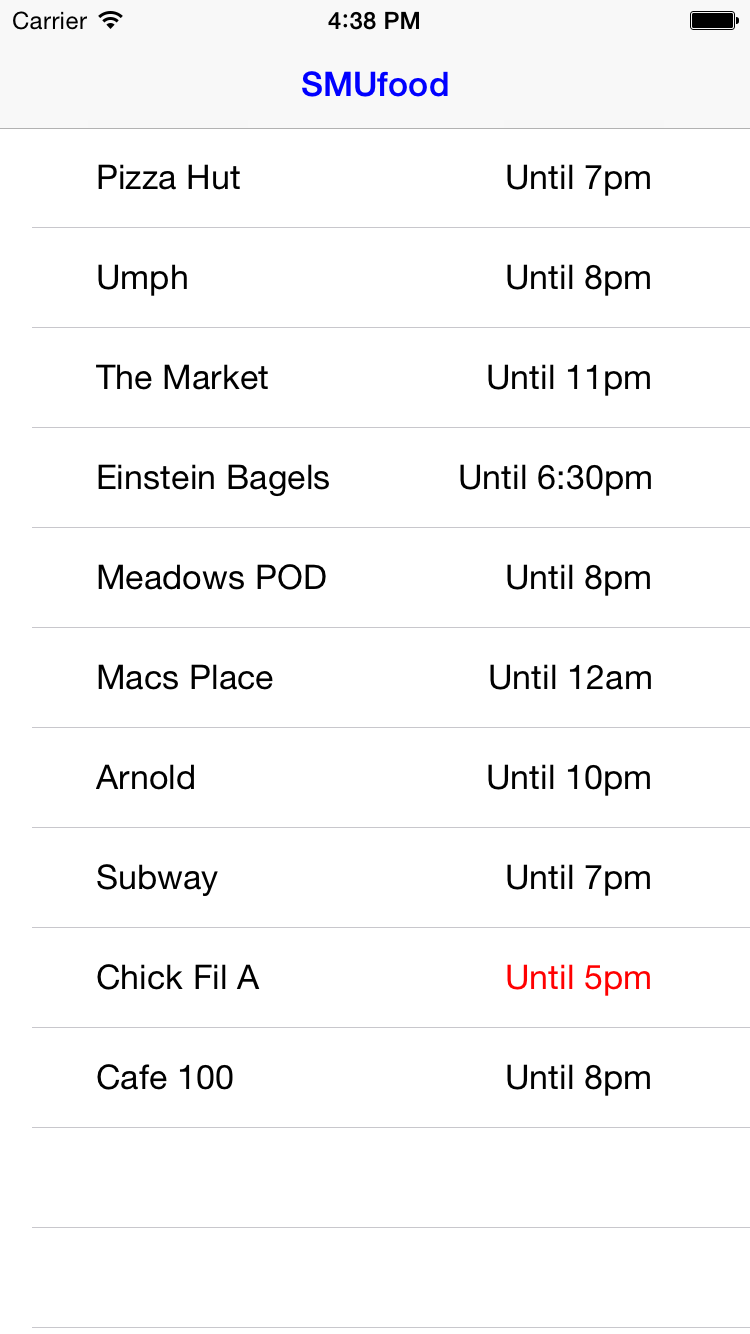 Carrier 4:38 PM
SMUfood
Pizza Hut Until 7pm
Umph Until 8pm
The Market Until 11pm
Einstein Bagels Until 6:30pm
Meadows POD Until 8pm
Macs Place Until 12am
Arnold Until 10pm
Subway Until 7pm
Chick Fil A Until 5pm
Cafe 100 Until 8pm